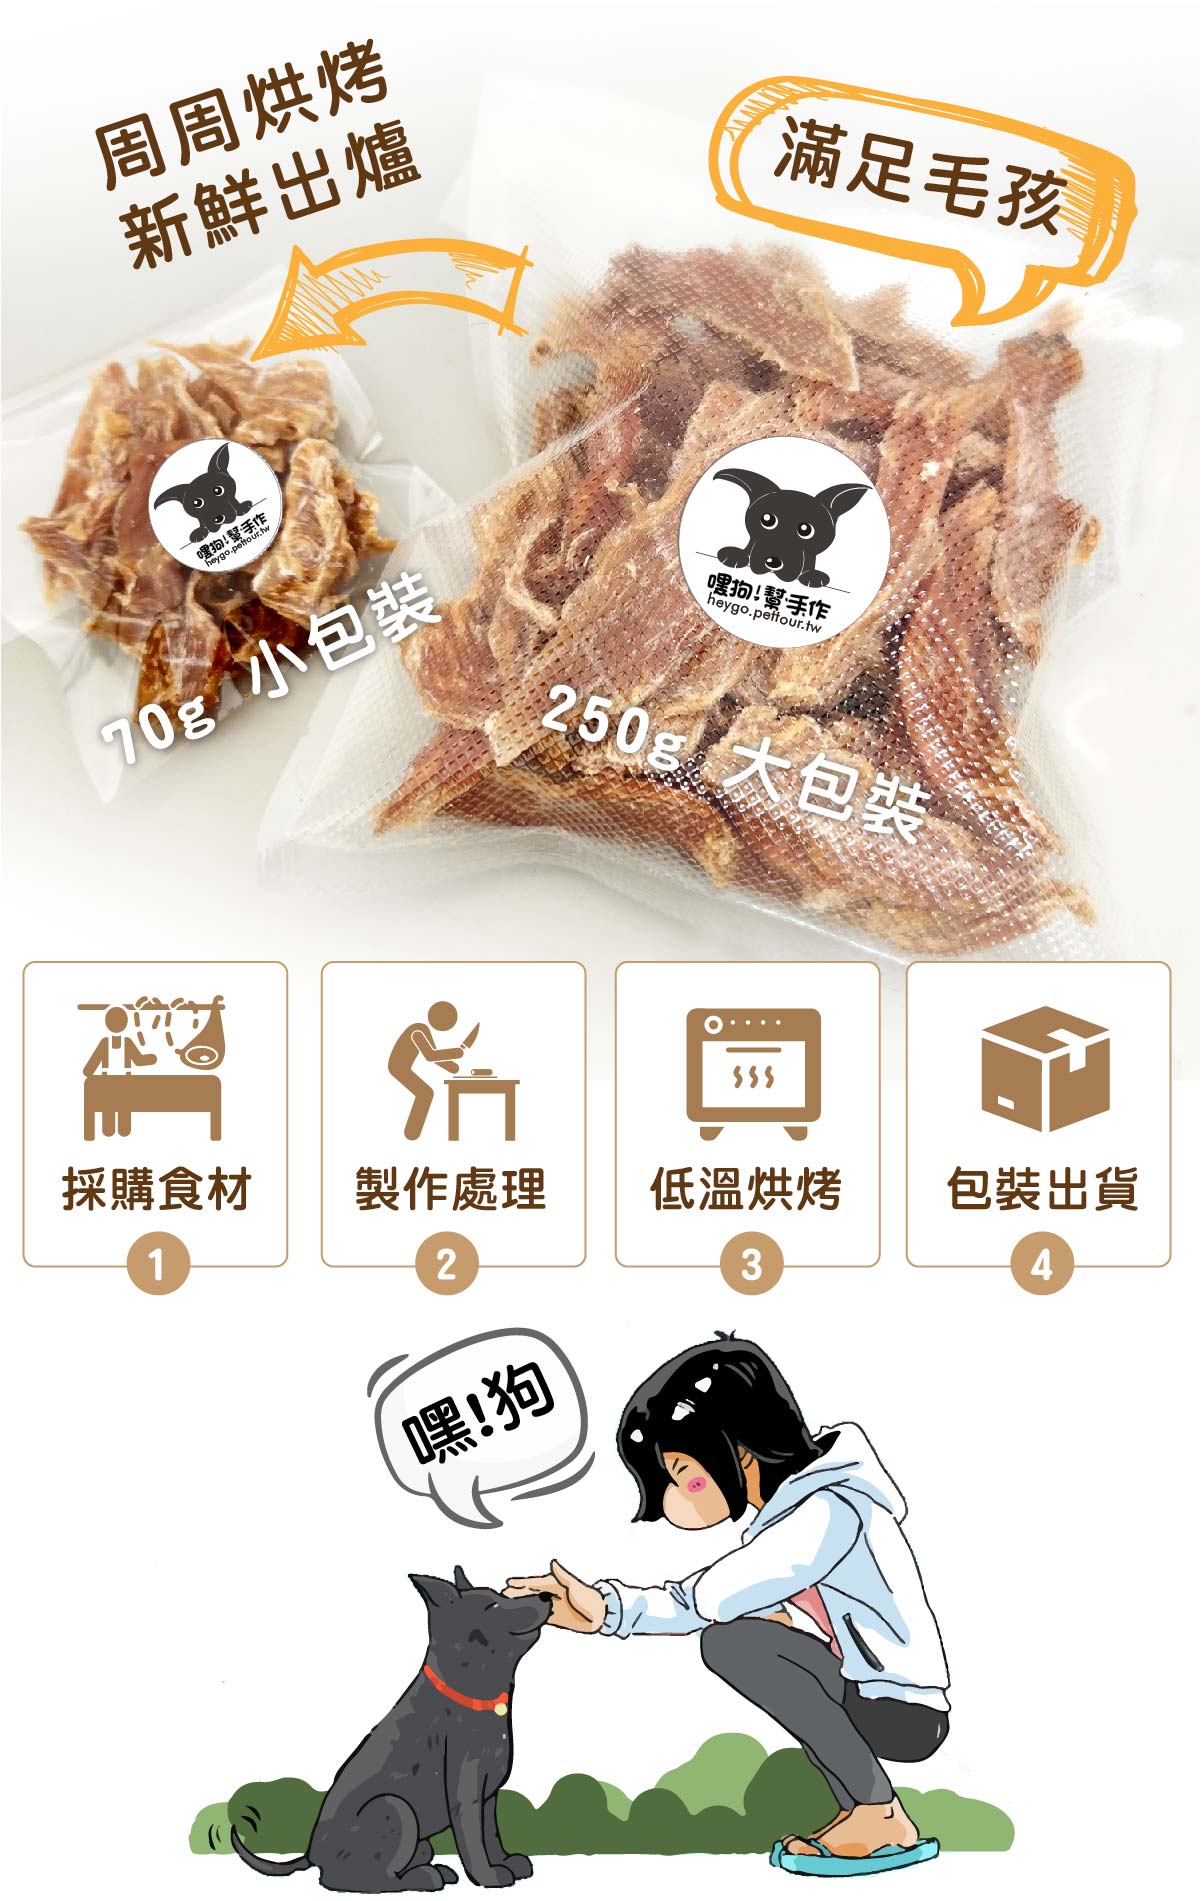 周周烘烤
新鮮出爐
滿足毛孩
嘿狗!幫手作
heygo.pettour.tw
嘿狗!幫手作
heygo.pettour.tw
70g 小包裝
250g 大包裝
採購食材
1
製作處理
2
低溫烘烤
3
包裝出貨
4
嘿!狗